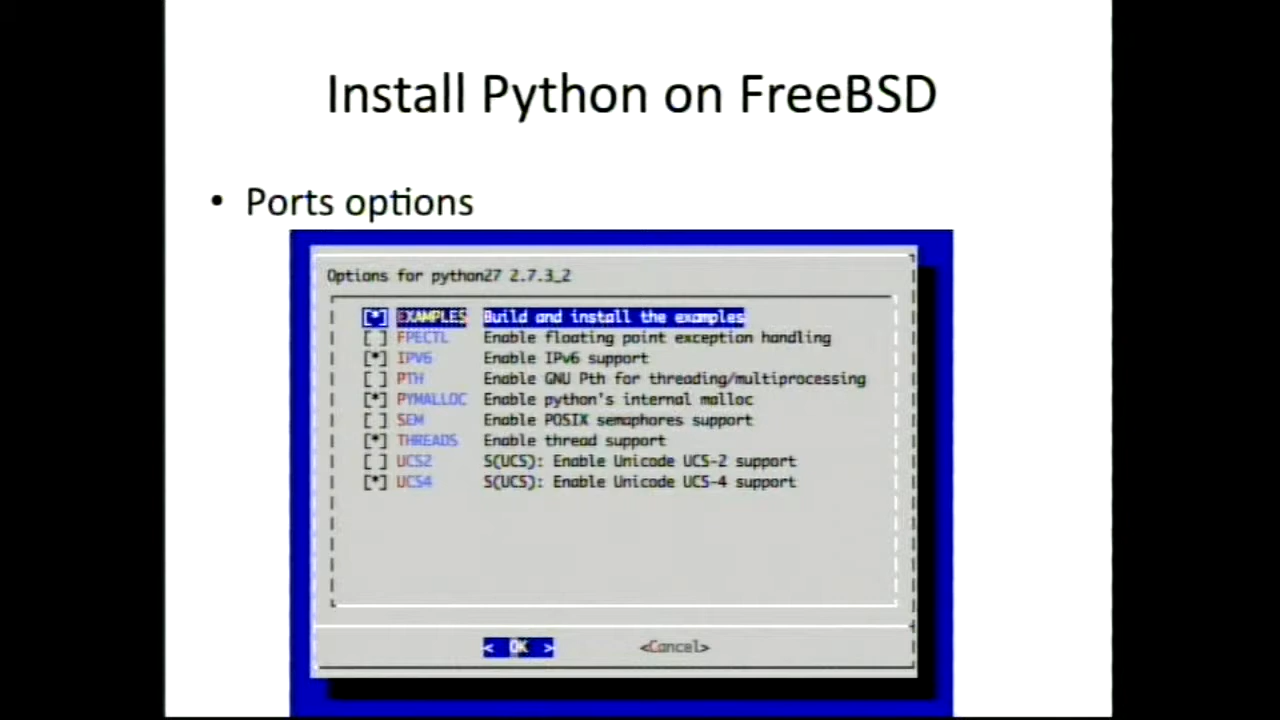 Install Python on FreeBSD
• Ports options
Options for python27 2.7.3_2
[*] EXAMPLES Build and install the examples
[ ] FPECTL Enable floating point exception handling
[*] IPV6 Enable IPv6 support
[ ] PTH Enable GNU Pth for threading/multiprocessing
[*] PYMALLOC Enable python's internal malloc
[ ] SEM Enable POSIX semaphores support
[*] THREADS Enable thread support
[ ] UCS2 S(UCS): Enable Unicode UCS-2 support
[*] UCS4 S(UCS): Enable Unicode UCS-4 support
< OK > <Cancel>